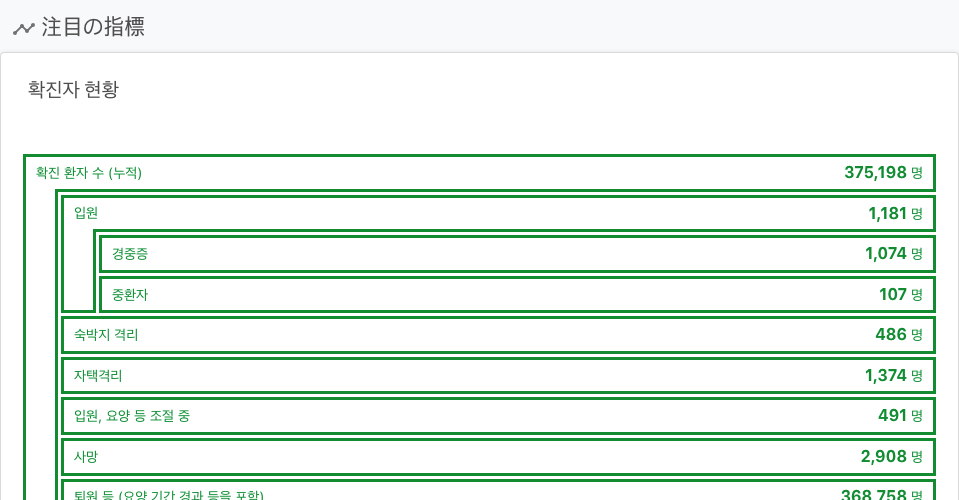 注目の指標
확진자 현황
확진 환자 수 (누적) 375,198 명
입원 1,181 명
경중증 1,074 명
중환자 107 명
숙박지 격리 486 명
자택격리 1,374 명
입원, 요양 등 조절 중 491 명
사망 2,908 명
퇴원 등 (요양 기간 경과 등을 포함) 368,758 명